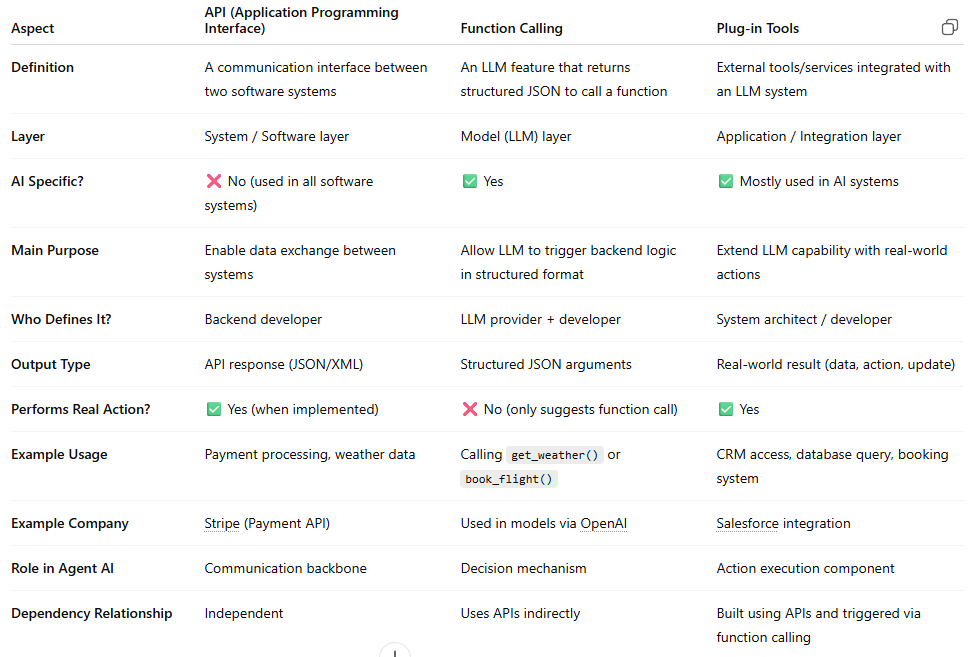 Aspect
API (Application Programming
Interface)
Function Calling
Plug-in Tools
Definition
A communication interface between
two software systems
An LLM feature that returns
structured JSON to call a function
External tools/services integrated with
an LLM system
Layer
System / Software layer
Model (LLM) layer
Application / Integration layer
AI Specific?
❌ No (used in all software
systems)
✅ Yes
✅ Mostly used in AI systems
Main Purpose
Enable data exchange between
systems
Allow LLM to trigger backend logic
in structured format
Extend LLM capability with real-world
actions
Who Defines It?
Backend developer
LLM provider + developer
System architect / developer
Output Type
API response (JSON/XML)
Structured JSON arguments
Real-world result (data, action, update)
Performs Real Action?
✅ Yes (when implemented)
❌ No (only suggests function call)
✅ Yes
Example Usage
Payment processing, weather data
Calling get_weather() or
book_flight()
CRM access, database query, booking
system
Example Company
Stripe (Payment API)
Used in models via OpenAI
Salesforce integration
Role in Agent AI
Communication backbone
Decision mechanism
Action execution component
Dependency Relationship
Independent
Uses APIs indirectly
Built using APIs and triggered via
function calling